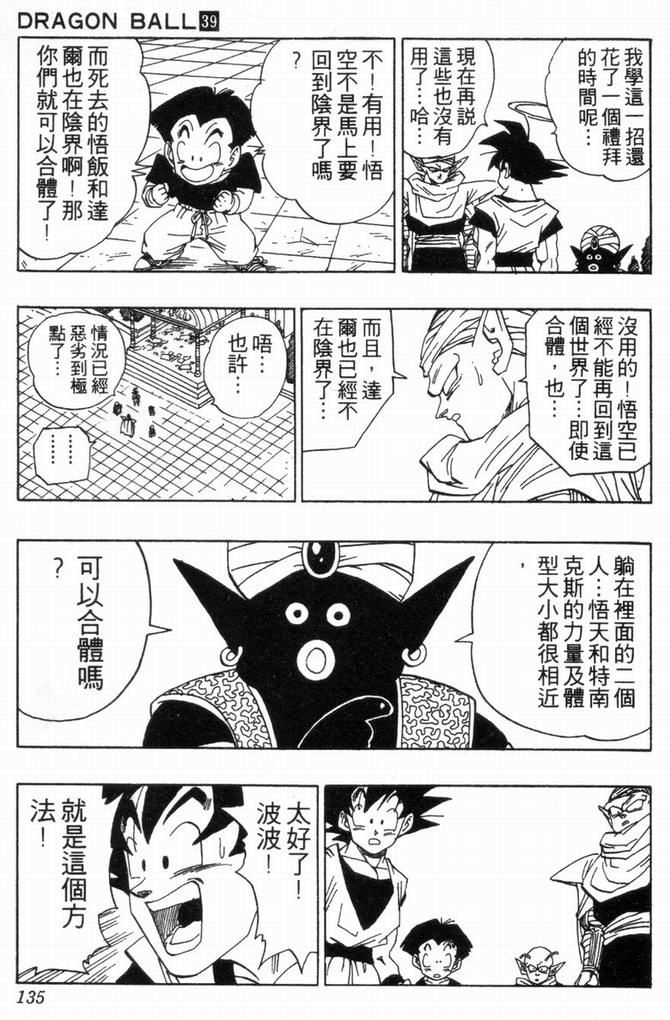 DRAGON BALL 39
我學這一招還
花了一個禮拜
的時間呢…
現在再說
這些也沒有
用了…哈…
不！有用！悟
空不是馬上要
回到陰界了嗎
？
而死去的悟飯和達
爾也在陰界啊！那
你們就可以合體了！
沒用的！悟空已
經不能再回到這
個世界了…即使
合體，也…
而且，達
爾也已經不
在陰界了…
唔…
也許…
情況已經
惡劣到極
點了…
……
躺在裡面的二個
人…悟天和特南
克斯的力量及體
型大小都很相近
，
可以合體嗎
？
太好了！
波波！
就是這個方
法！
135